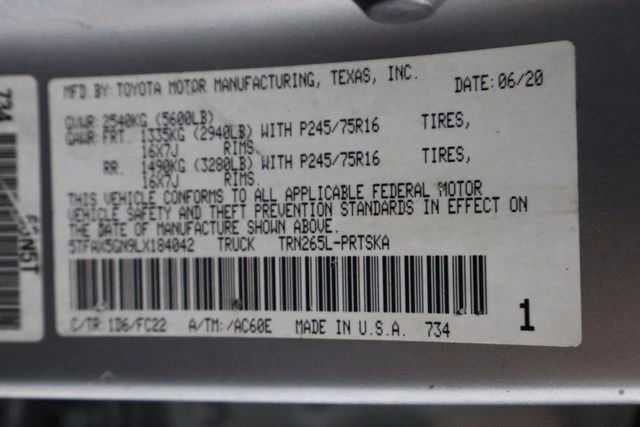 MFD.BY: TOYOTA MOTOR MANUFACTURING, TEXAS, INC. DATE: 06/20
GVWR: 2540KG (5600LB)
GAWR: FRT. 1335KG (2940LB) WITH P245/75R16 TIRES,
16X7J RIMS.
RR. 1490KG (3280LB) WITH P245/75R16 TIRES,
16X7J RIMS.
THIS VEHICLE CONFORMS TO ALL APPLICABLE FEDERAL MOTOR
VEHICLE SAFETY AND THEFT PREVENTION STANDARDS IN EFFECT ON
THE DATE OF MANUFACTURE SHOWN ABOVE.
5TFAX5GN9LX184042 TRUCK TRN265L-PRTSKA
C/TR: 1D6/FC22 A/TM: /AC60E MADE IN U.S.A. 734 1
734